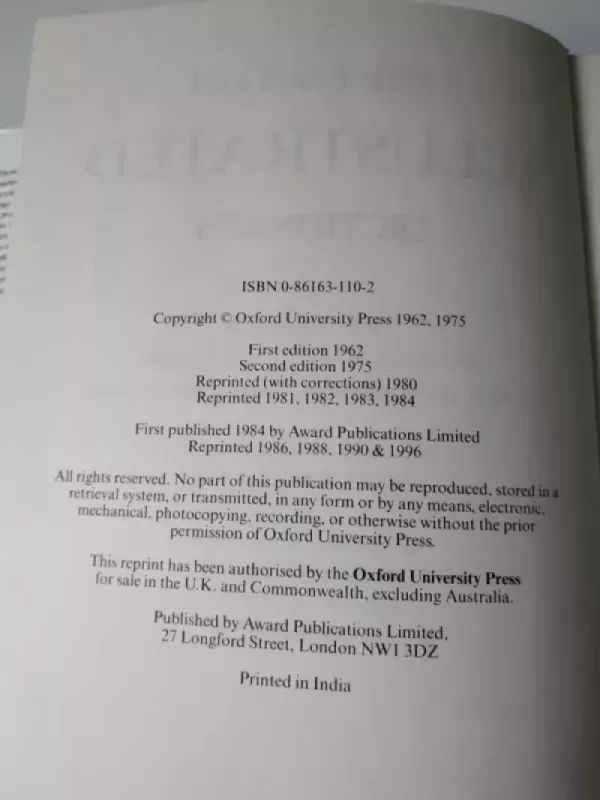 ISBN 0-86163-110-2
Copyright © Oxford University Press 1962, 1975
First edition 1962
Second edition 1975
Reprinted (with corrections) 1980
Reprinted 1981, 1982, 1983, 1984
First published 1984 by Award Publications Limited
Reprinted 1986, 1988, 1990 & 1996
All rights reserved. No part of this publication may be reproduced, stored in a
retrieval system, or transmitted, in any form or by any means, electronic,
mechanical, photocopying, recording, or otherwise without the prior
permission of Oxford University Press.
This reprint has been authorised by the Oxford University Press
for sale in the U.K. and Commonwealth, excluding Australia.
Published by Award Publications Limited,
27 Longford Street, London NW1 3DZ
Printed in India